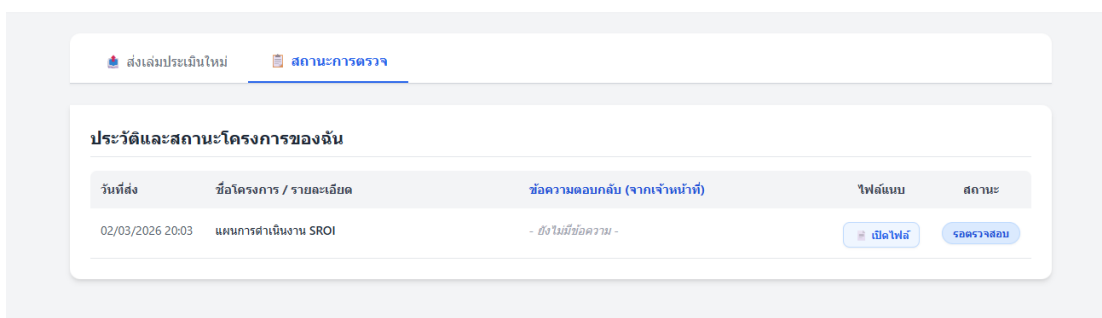 ส่งเล่มประเมินใหม่ สถานะการตรวจ
ประวัติและสถานะโครงการของฉัน
วันที่ส่ง ชื่อโครงการ / รายละเอียด ข้อความตอบกลับ (จากเจ้าหน้าที่) ไฟล์แนบ สถานะ
02/03/2026 20:03 แผนการดำเนินงาน SROI - ยังไม่มีข้อความ - เปิดไฟล์ รอตรวจสอบ